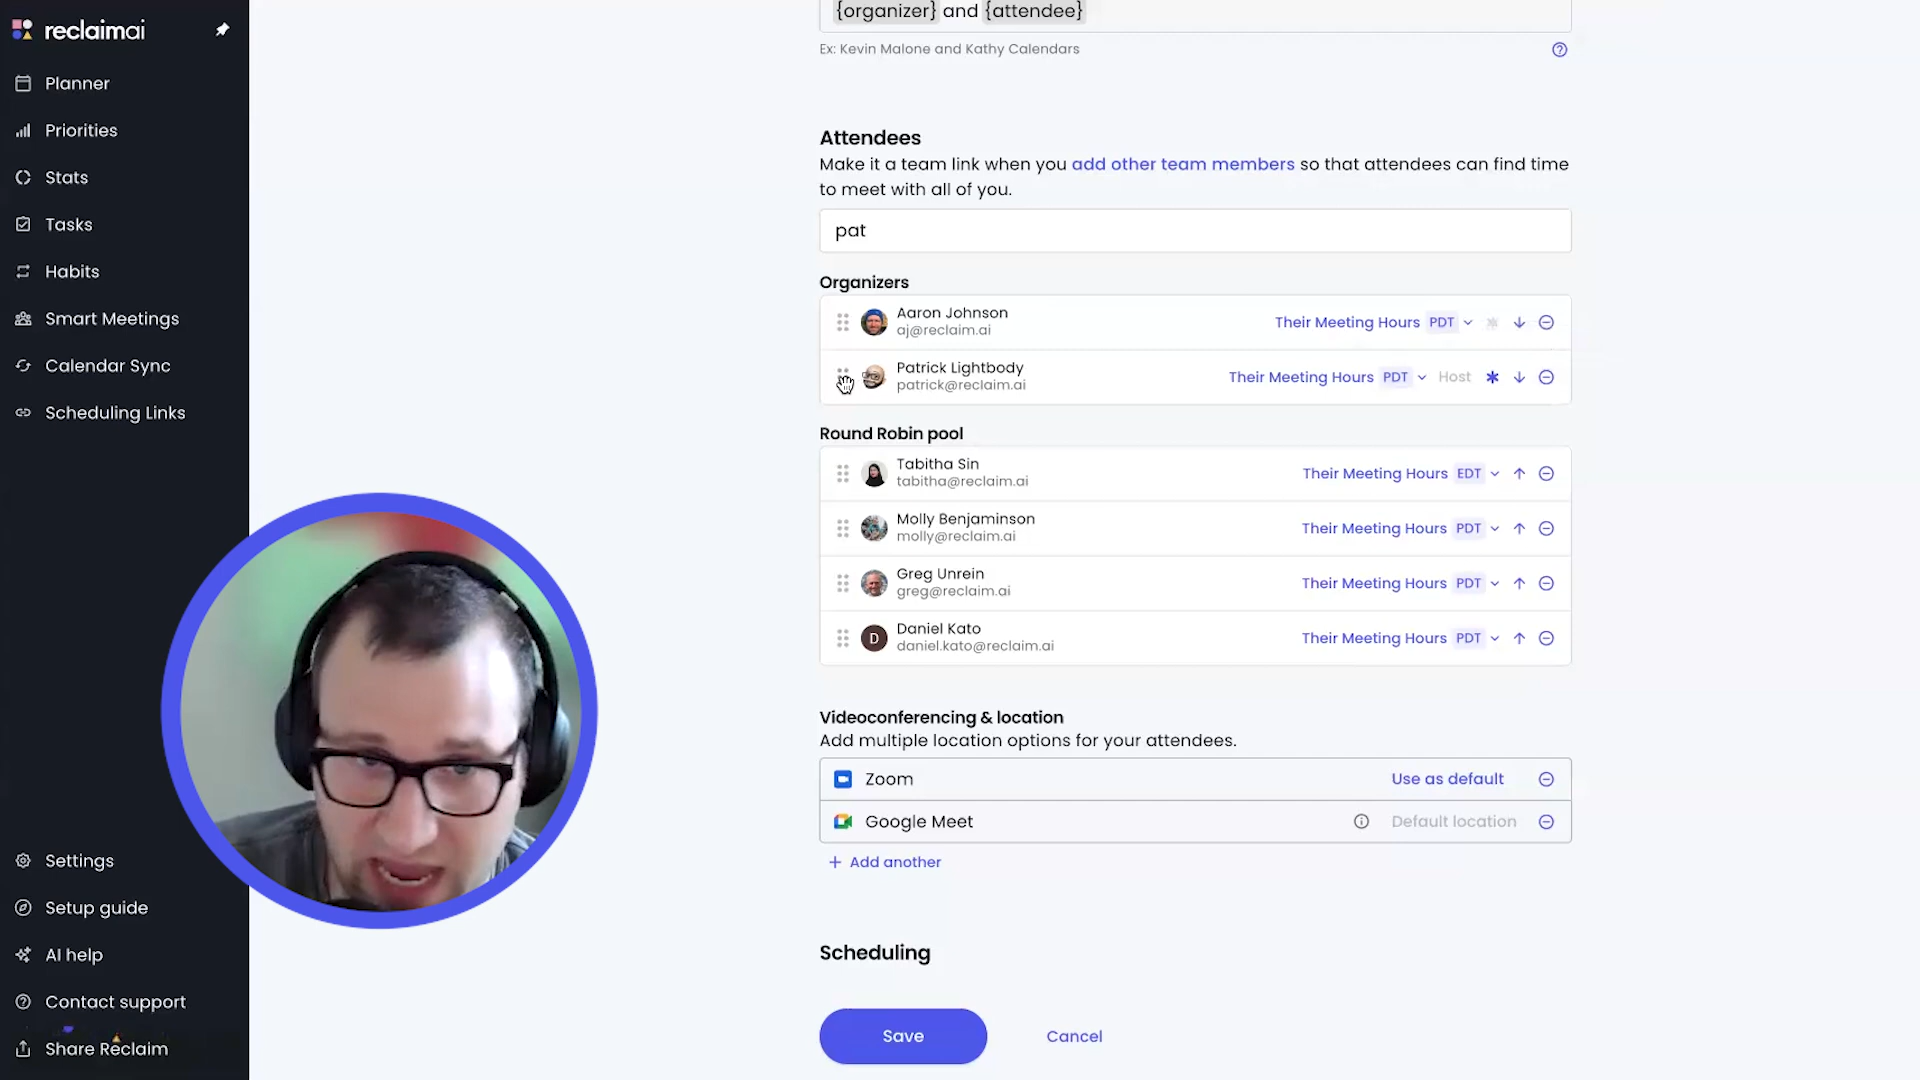 reclaimai
Planner
Priorities
Stats
Tasks
Habits
Smart Meetings
Calendar Sync
Scheduling Links
Settings
Setup guide
AI help
Contact support
Share Reclaim
{organizer} and {attendee}
Ex: Kevin Malone and Kathy Calendars
Attendees
Make it a team link when you add other team members so that attendees can find time
to meet with all of you.
pat
Organizers
Aaron Johnson
aj@reclaim.ai
Their Meeting Hours PDT
Patrick Lightbody
patrick@reclaim.ai
Their Meeting Hours PDT Host
Round Robin pool
Tabitha Sin
tabitha@reclaim.ai
Their Meeting Hours EDT
Molly Benjaminson
molly@reclaim.ai
Their Meeting Hours PDT
Greg Unrein
greg@reclaim.ai
Their Meeting Hours PDT
D
Daniel Kato
daniel.kato@reclaim.ai
Their Meeting Hours PDT
Videoconferencing & location
Add multiple location options for your attendees.
Zoom Use as default
Google Meet Default location
+ Add another
Scheduling
Save Cancel